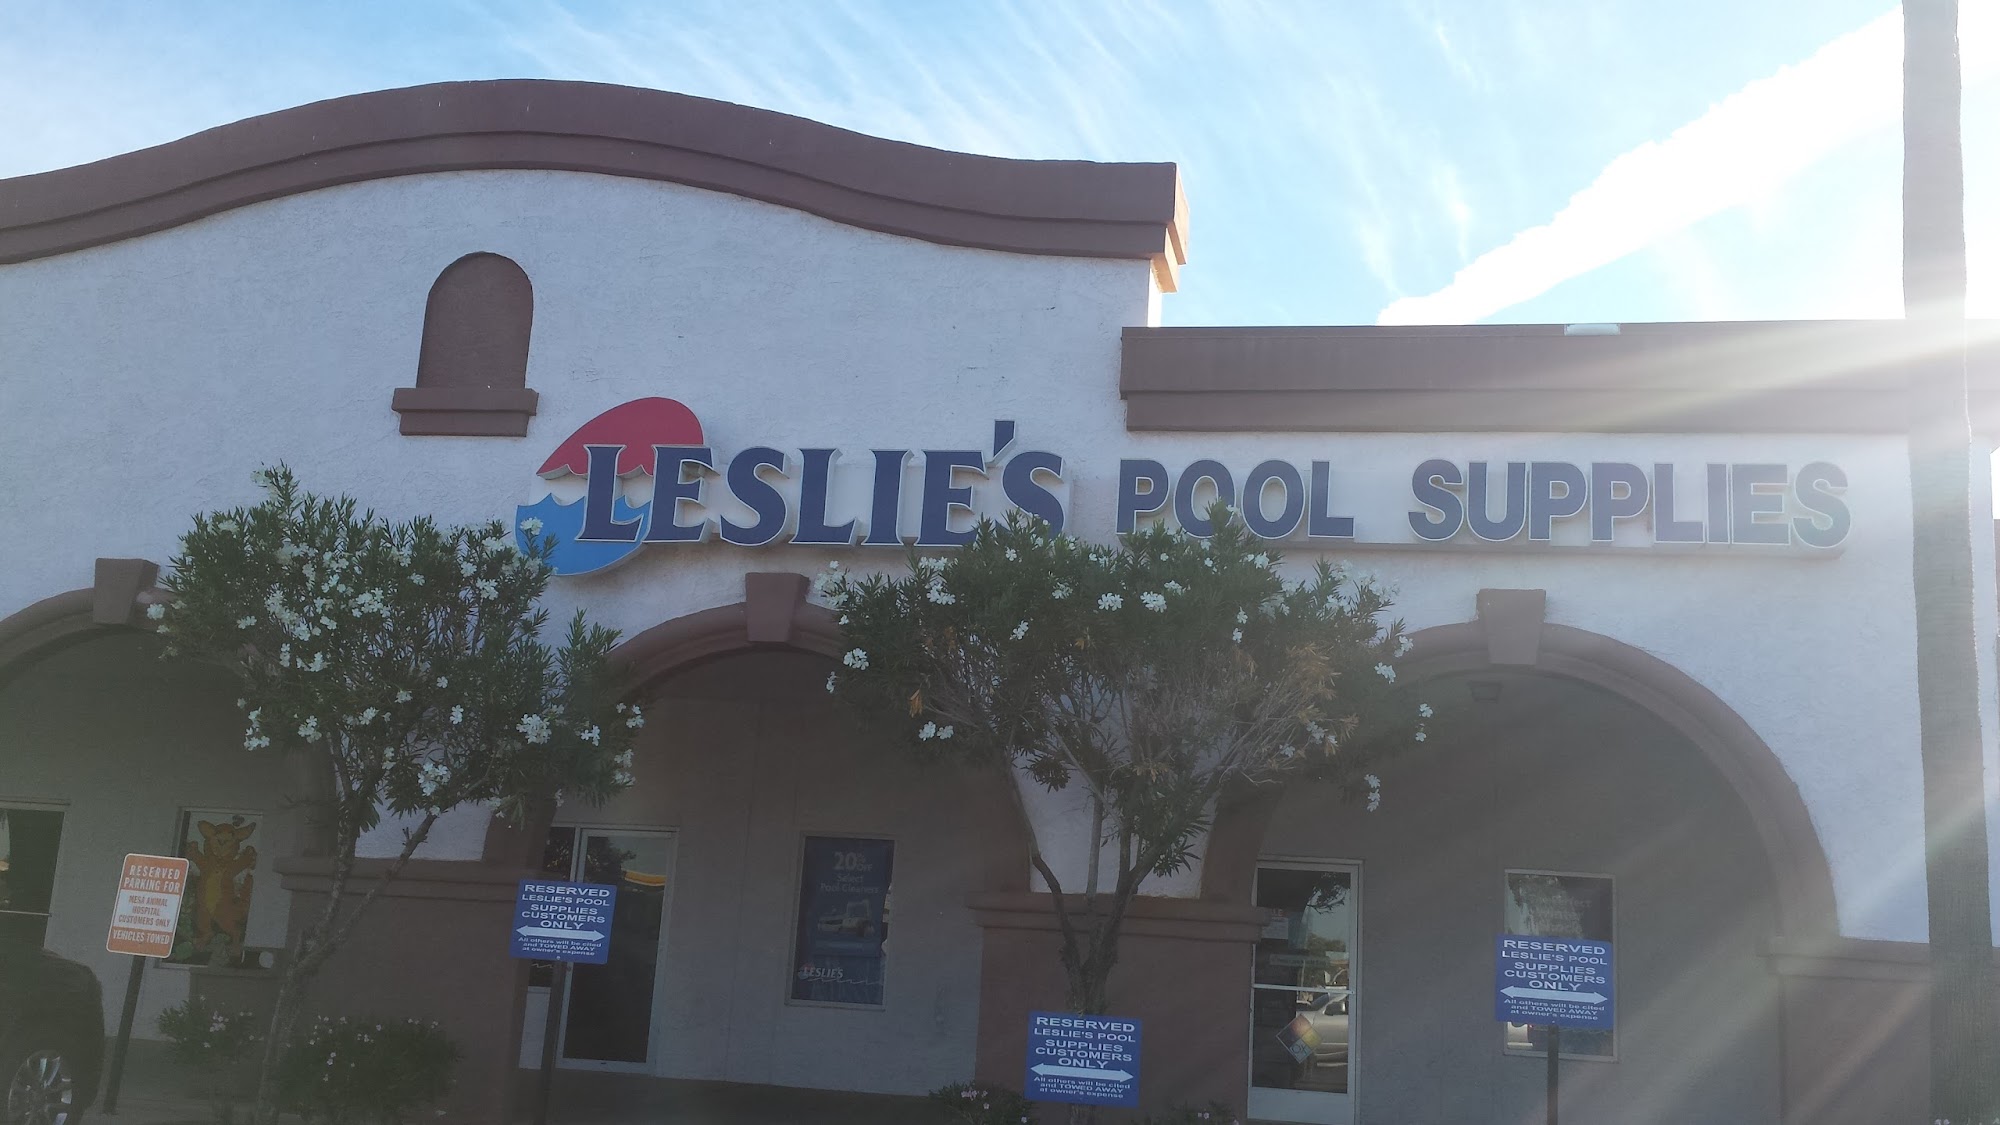 LESLIE'S POOL SUPPLIES
RESERVED
PARKING FOR
MESA ANIMAL
HOSPITAL
CUSTOMERS ONLY
VEHICLES TOWED
RESERVED
LESLIE'S POOL
SUPPLIES
CUSTOMERS
ONLY
All others will be cited
and TOWED AWAY
at owner's expense
20% OFF
Select
Pool Cleaners
LESLIE'S
RESERVED
LESLIE'S POOL
SUPPLIES
CUSTOMERS
ONLY
All others will be cited
and TOWED AWAY
at owner's expense
Perfect
Water
RESERVED
LESLIE'S POOL
SUPPLIES
CUSTOMERS
ONLY
All others will be cited
and TOWED AWAY
at owner's expense